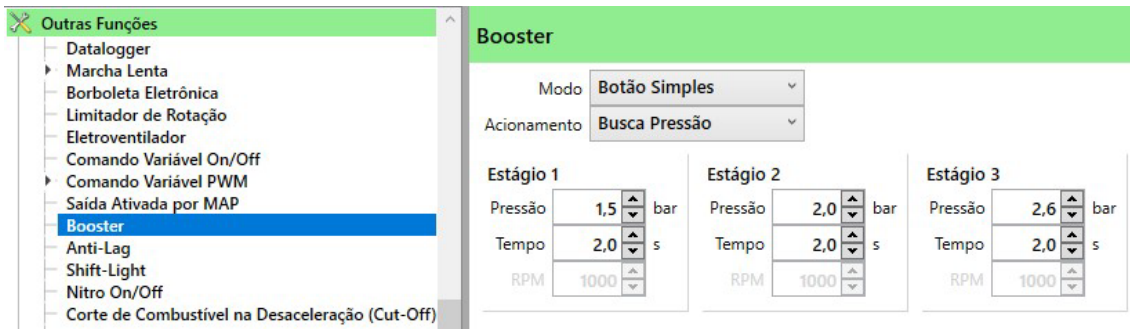 Outras Funções
Datalogger
Marcha Lenta
Borboleta Eletrônica
Limitador de Rotação
Eletroventilador
Comando Variável On/Off
Comando Variável PWM
Saída Ativada por MAP
Booster
Anti-Lag
Shift-Light
Nitro On/Off
Corte de Combustível na Desaceleração (Cut-Off)
Booster
Modo Botão Simples
Acionamento Busca Pressão
Estágio 1 Estágio 2 Estágio 3
Pressão 1,5 bar Pressão 2,0 bar Pressão 2,6 bar
Tempo 2,0 s Tempo 2,0 s Tempo 2,0 s
RPM 1000 RPM 1000 RPM 1000